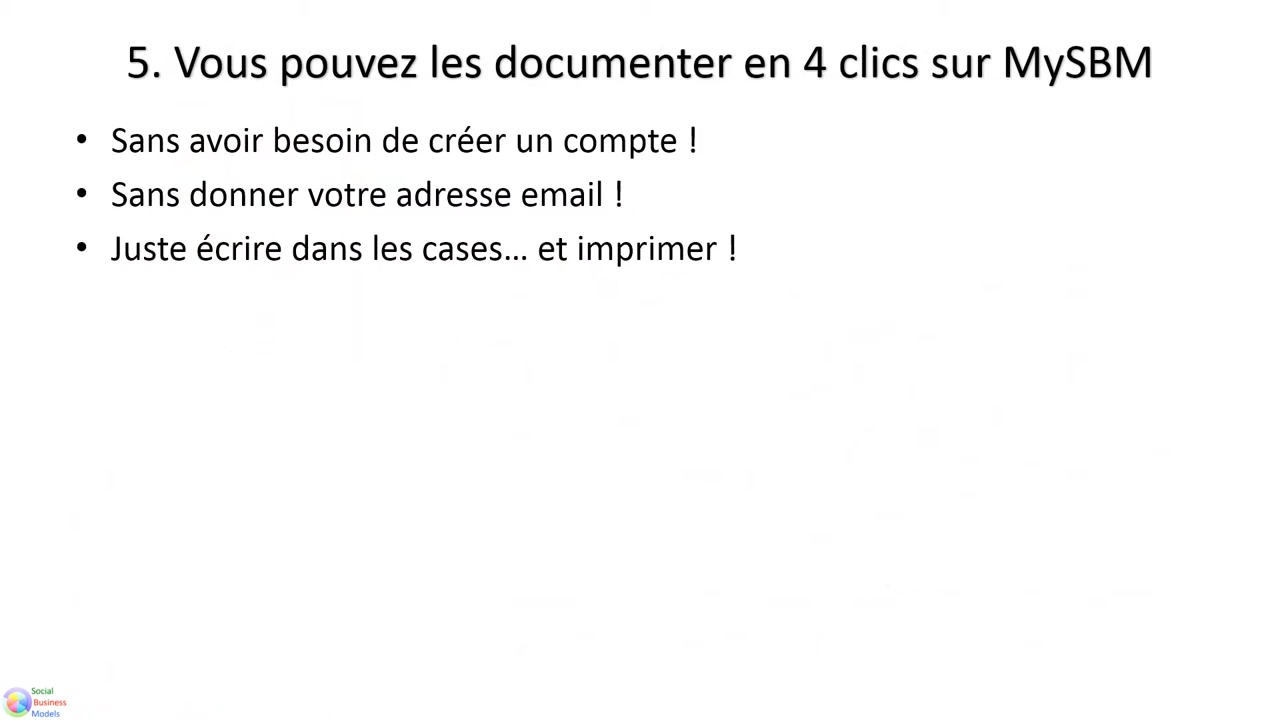 5. Vous pouvez les documenter en 4 clics sur MySBM
• Sans avoir besoin de créer un compte !
• Sans donner votre adresse email !
• Juste écrire dans les cases… et imprimer !
Social
Business
Models